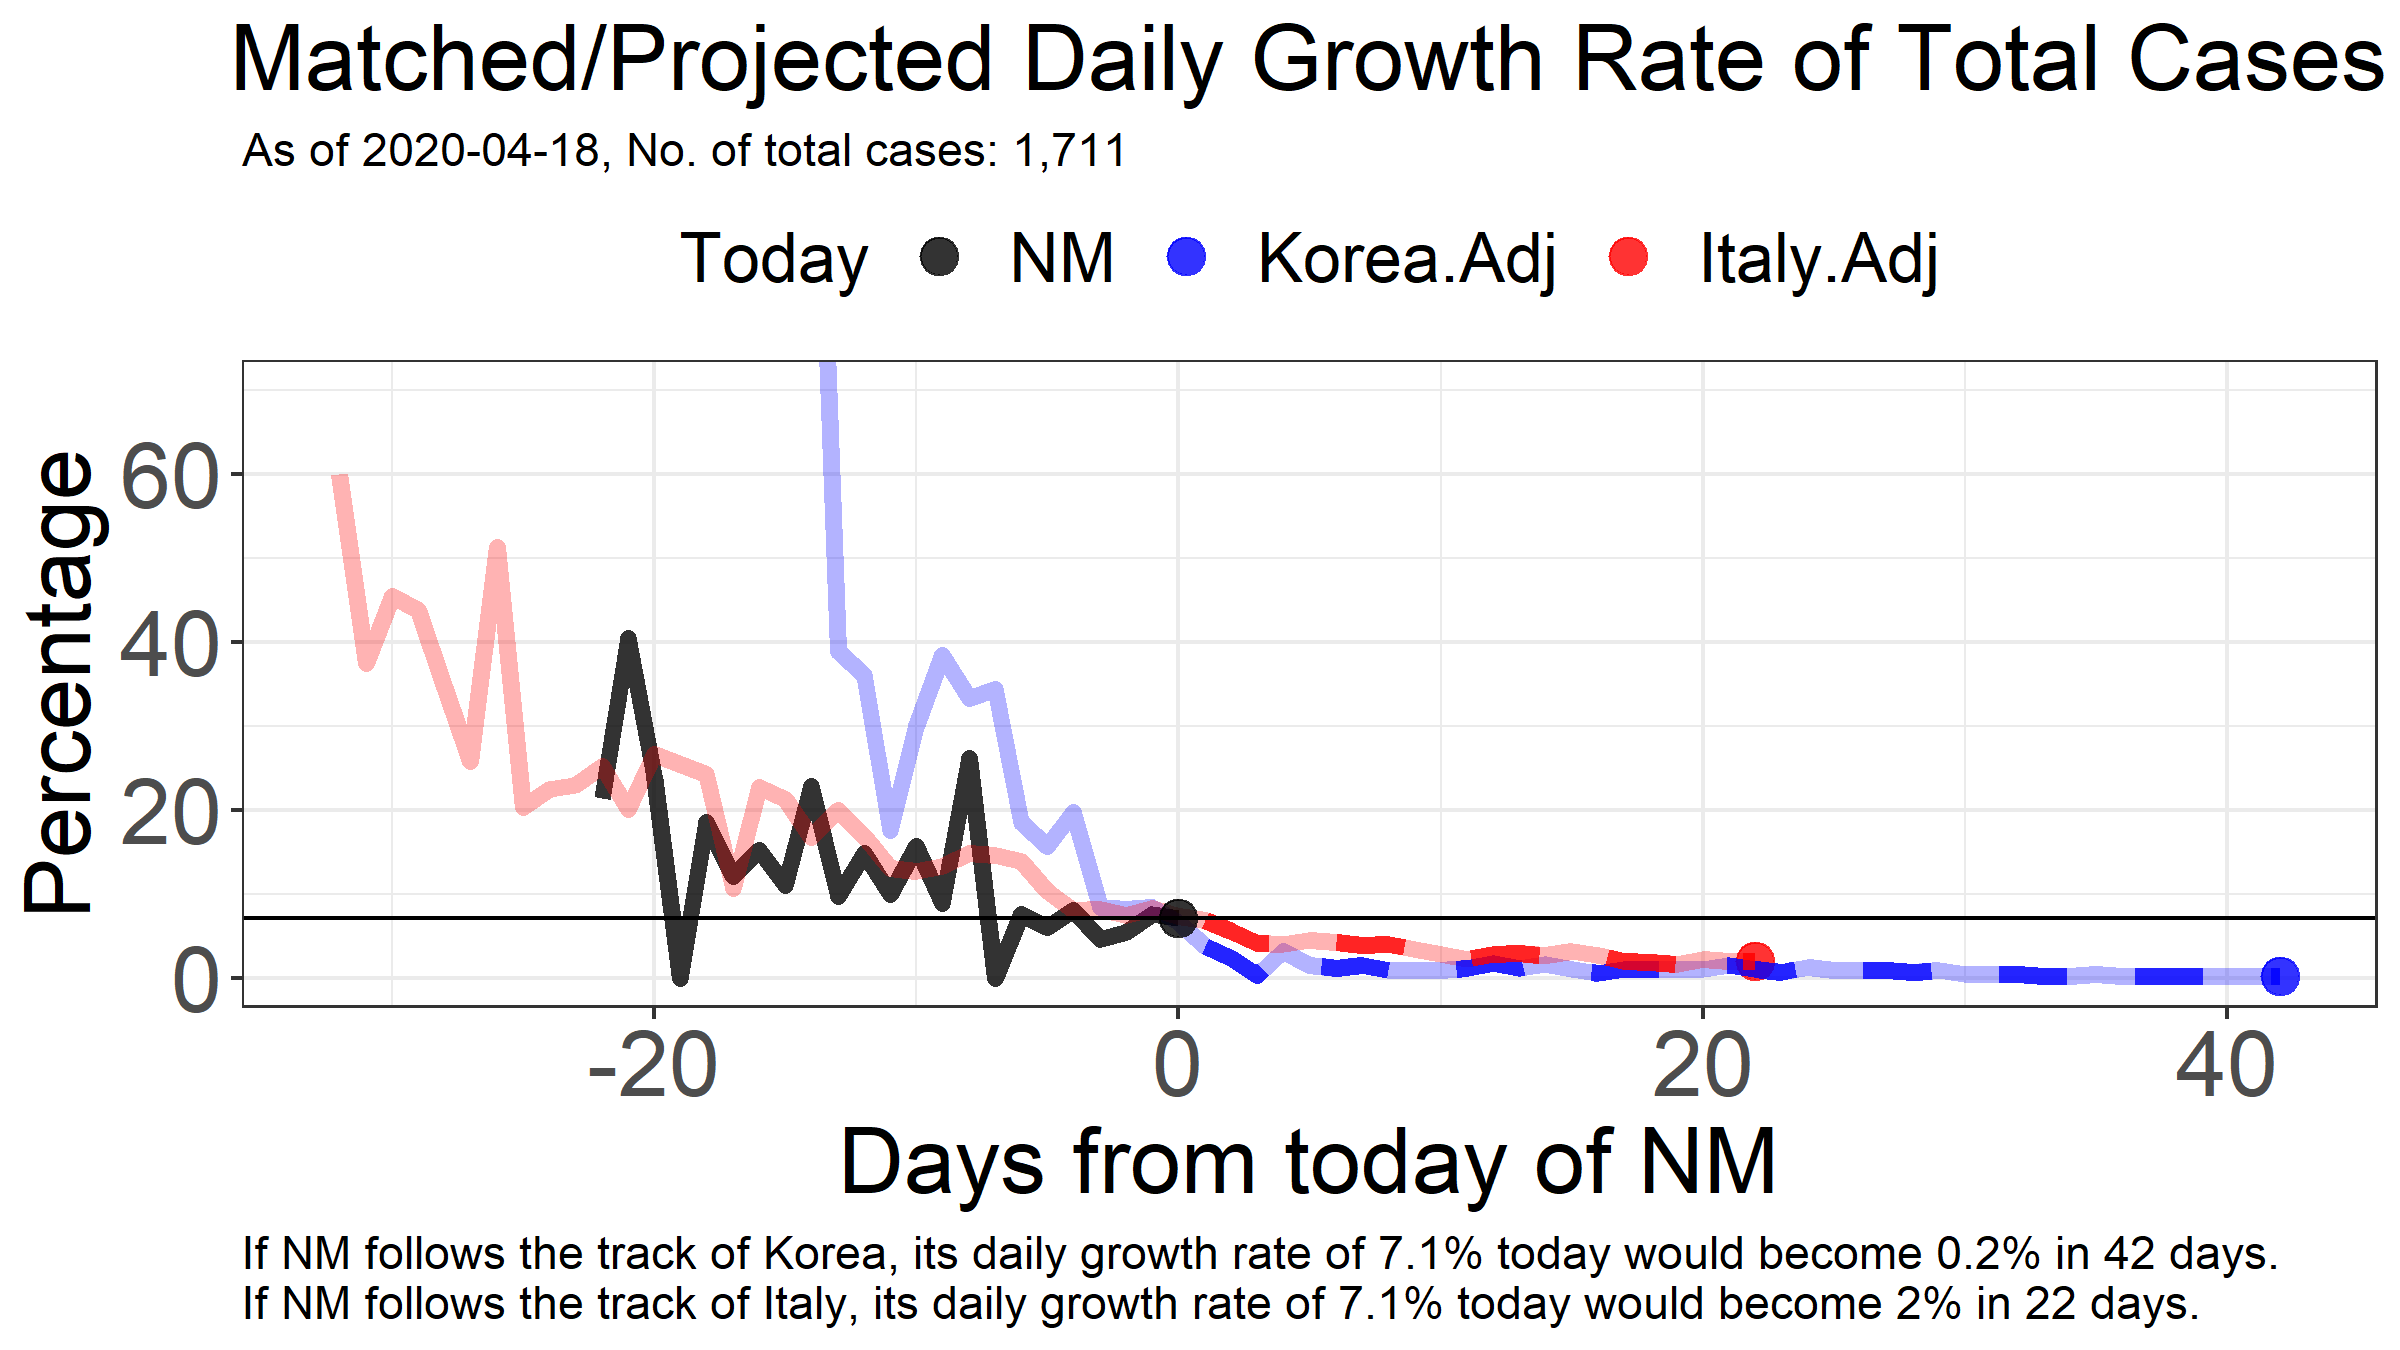 Matched/Projected Daily Growth Rate of Total Cases
As of 2020-04-18, No. of total cases: 1,711
Today NM Korea.Adj Italy.Adj
Percentage
60
40
20
0
-20 0 20 40
Days from today of NM
If NM follows the track of Korea, its daily growth rate of 7.1% today would become 0.2% in 42 days.
If NM follows the track of Italy, its daily growth rate of 7.1% today would become 2% in 22 days.